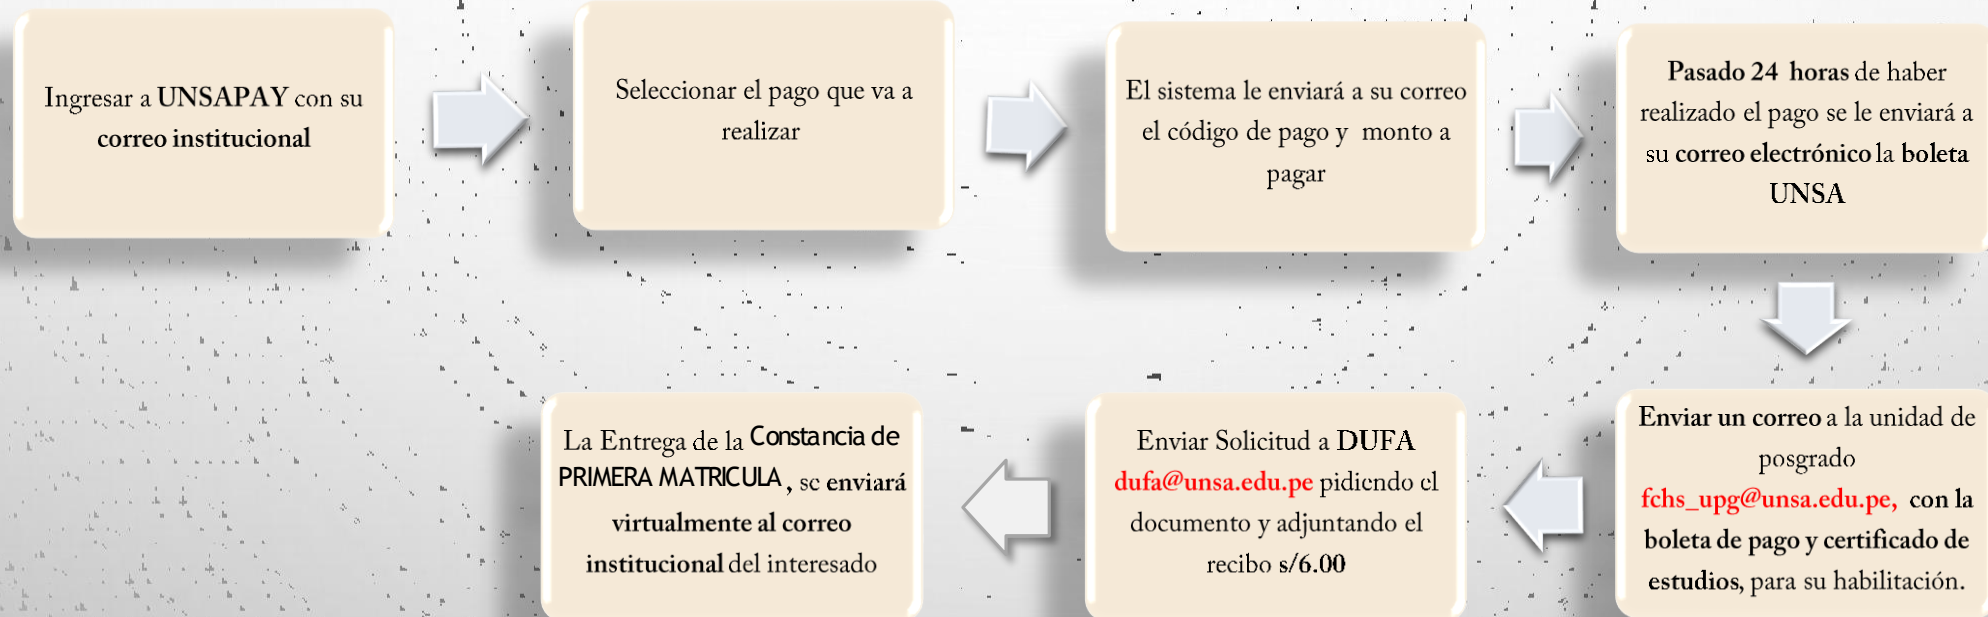 Ingresar a UNSAPAY con su
correo institucional
Seleccionar el pago que va a
realizar
El sistema le enviará a su correo
el código de pago y monto a
pagar
Pasado 24 horas de haber
realizado el pago se le enviará a
su correo electrónico la boleta
UNSA
Enviar un correo a la unidad de
posgrado
fchs_upg@unsa.edu.pe, con la
boleta de pago y certificado de
estudios, para su habilitación.
Enviar Solicitud a DUFA
dufa@unsa.edu.pe pidiendo el
documento y adjuntando el
recibo s/6.00
La Entrega de la Constancia de
PRIMERA MATRICULA , se enviará
virtualmente al correo
institucional del interesado